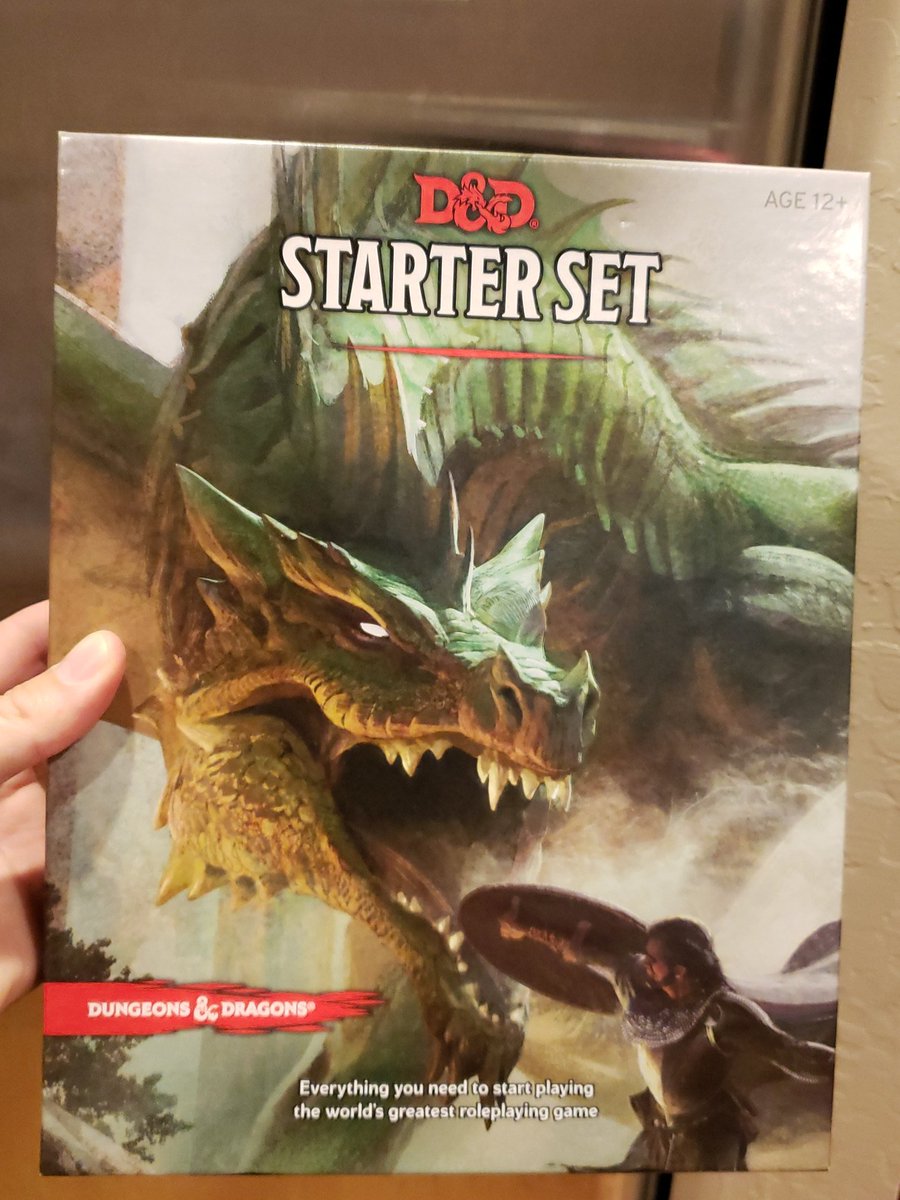 D&D®
AGE 12+
STARTER SET
DUNGEONS & DRAGONS®
Everything you need to start playing
the world's greatest roleplaying game